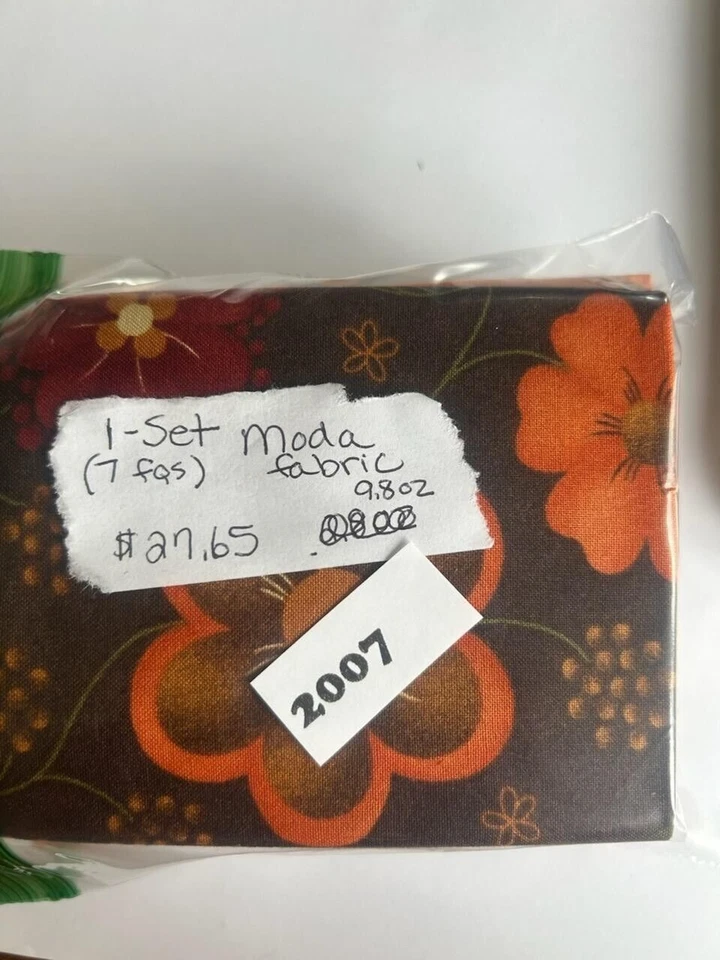 1-Set Moda
(7 fqs) fabric
9.8oz
$27.65
2007